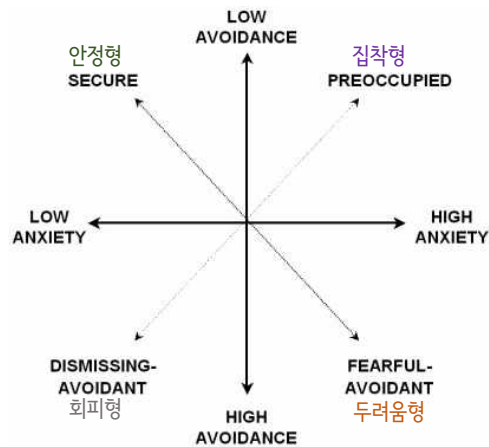 LOW
AVOIDANCE
안정형
SECURE
집착형
PREOCCUPIED
LOW
ANXIETY
HIGH
ANXIETY
DISMISSING-
AVOIDANT
회피형
FEARFUL-
AVOIDANT
두려움형
HIGH
AVOIDANCE